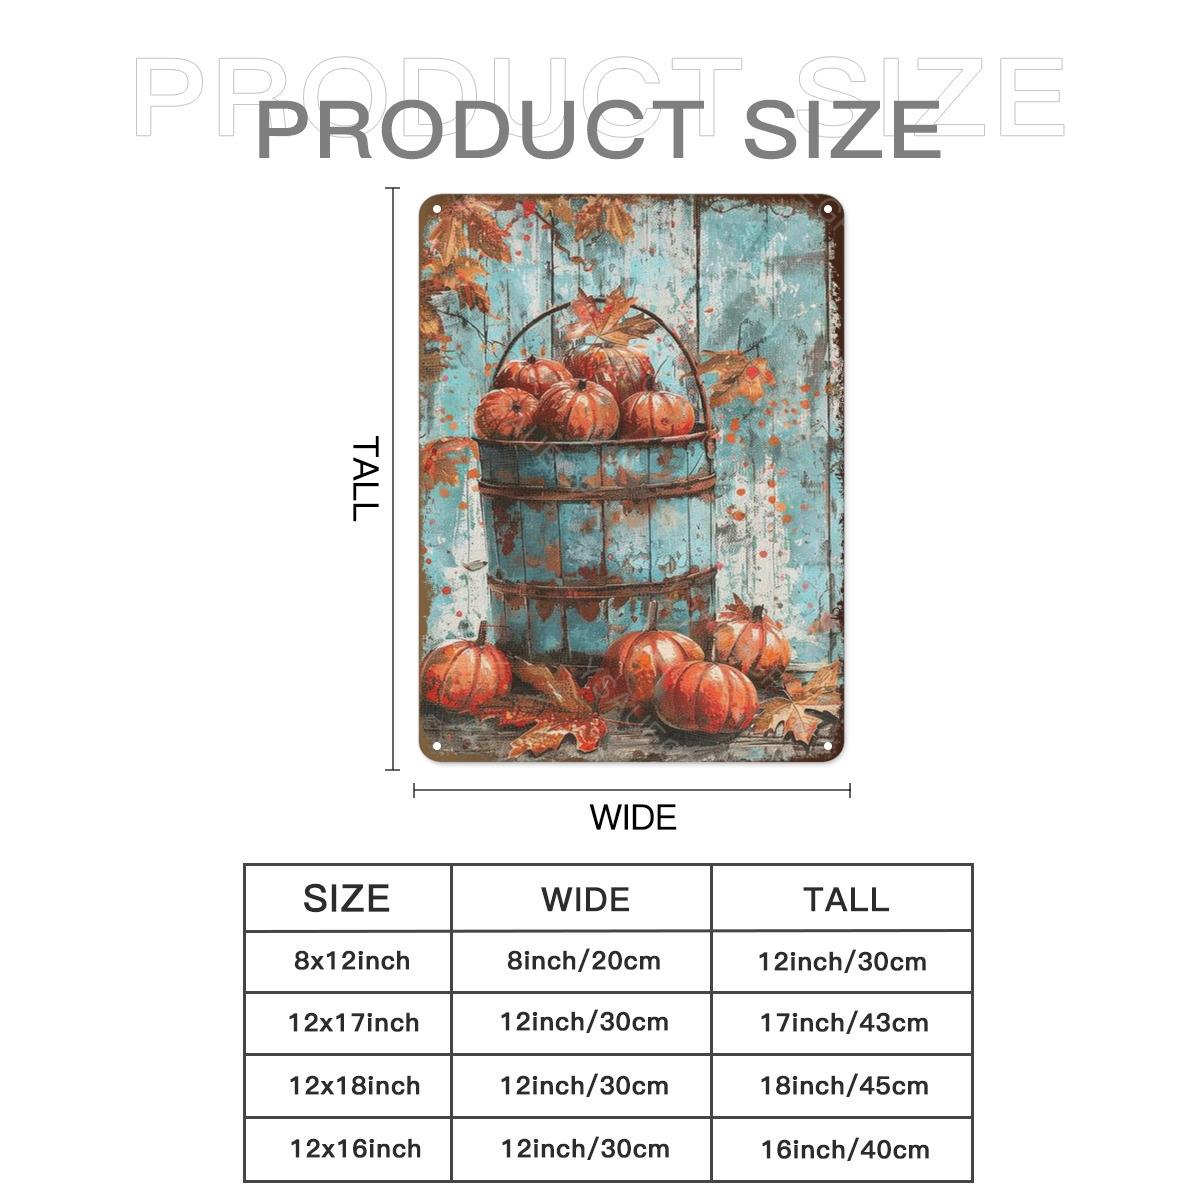 PRODUCT SIZE
PRODUCT SIZE
TALL
WIDE
SIZE WIDE TALL
8x12inch 8inch/20cm 12inch/30cm
12x17inch 12inch/30cm 17inch/43cm
12x18inch 12inch/30cm 18inch/45cm
12x16inch 12inch/30cm 16inch/40cm